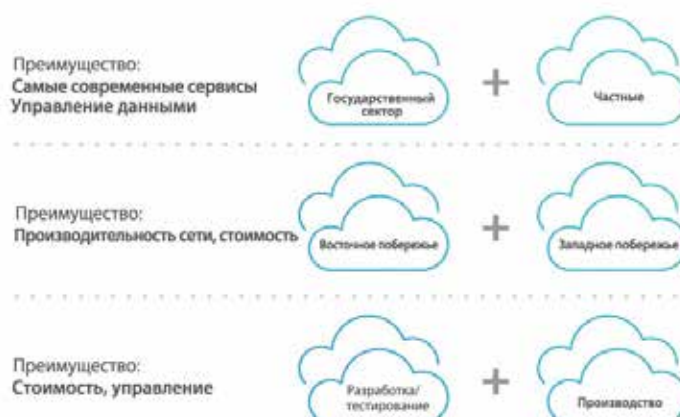 Преимущество:
Самые современные сервисы
Управление данными
Государственный
сектор
+
Частные
Преимущество:
Производительность сети, стоимость
Восточное побережье
+
Западное побережье
Преимущество:
Стоимость, управление
Разработка/
тестирование
+
Производство